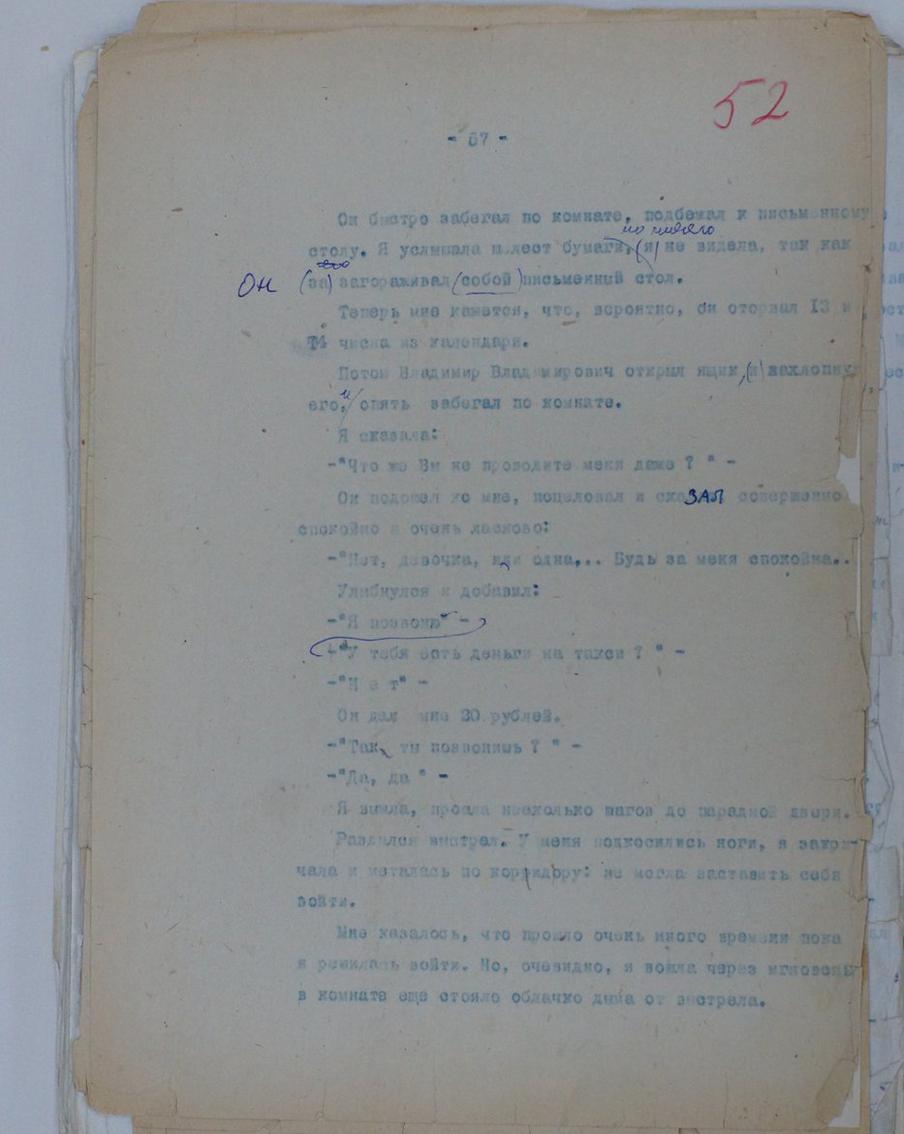 52
- 57 -
Он быстро забегал по комнате, подбежал к письменному
но ничего
столу. Я услышала шелест бумаги, (я) не видела, так как
Он (за) загораживал (собой) письменный стол.
Теперь мне кажется, что, вероятно, он оторвал 13 и
14 числа из календаря.
Потом Владимир Владимирович открыл ящик, (и) захлопну
его, и опять забегал по комнате.
Я сказала:
-"Что же Вы не проводите меня даже ? " -
Он подошел ко мне, поцеловал и сказал совершенно
спокойно и очень ласково:
-"Нет, девочка, иди одна... Будь за меня спокойна..
Улыбнулся и добавил:
-"Я позвоню" -
-"У тебя есть деньги на такси ? " -
-"Н е т" -
Он дал мне 20 рублей.
-"Так ты позвонишь ? " -
-"Да, да " -
Я вышла, прошла несколько шагов до парадной двери.
Раздался выстрел. У меня подкосились ноги, я закри-
чала и металась по корридору: не могла заставить себя
войти.
Мне казалось, что прошло очень много времени пока
я решилась войти. Но, очевидно, я вошла через мгновень
в комнате еще стояло облачко дыма от выстрела.